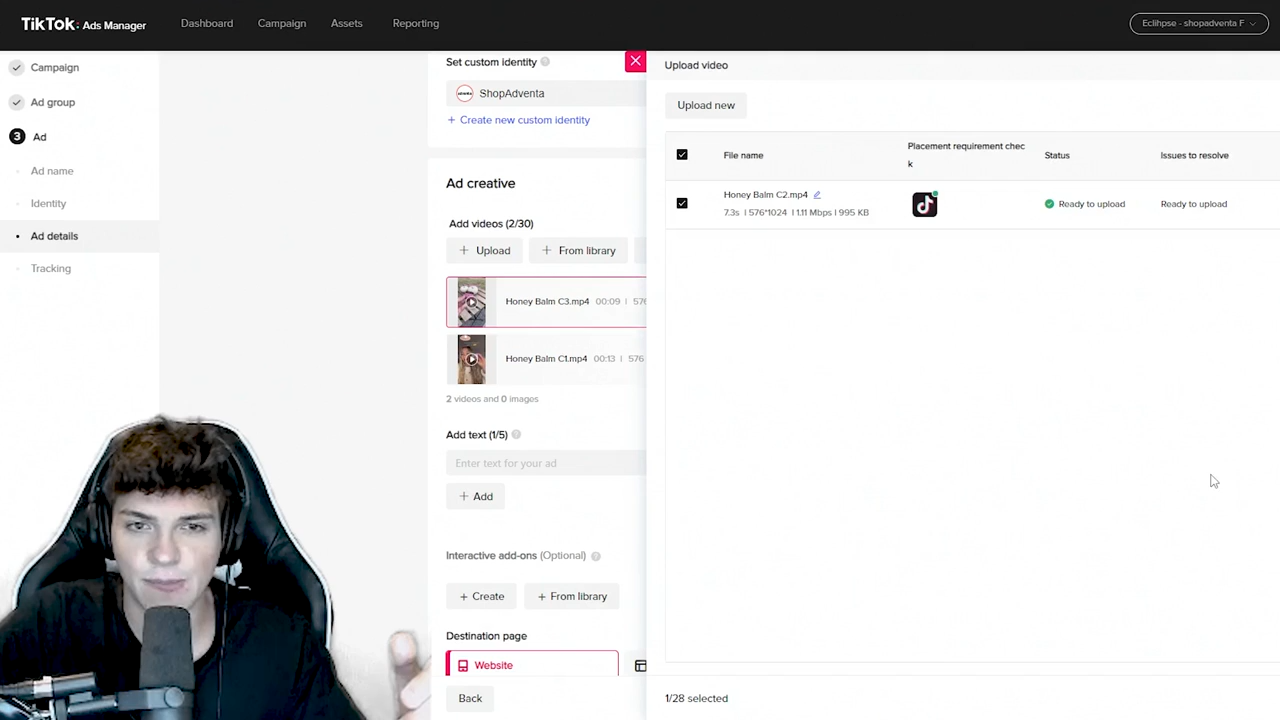 TikTok: Ads Manager
Dashboard
Campaign
Assets
Reporting
Eclihpse - shopadventa F
Campaign
Ad group
3 Ad
Ad name
Identity
Ad details
Tracking
Set custom identity ?
ShopAdventa
+ Create new custom identity
Ad creative
Add videos (2/30)
+ Upload
+ From library
Honey Balm C3.mp4 00:09 | 576
Honey Balm C1.mp4 00:13 | 576
2 videos and 0 images
Add text (1/5) ?
Enter text for your ad
+ Add
Interactive add-ons (Optional) ?
+ Create
+ From library
Destination page
Website
Back
Upload video
Upload new
File name
Placement requirement chec
k
Status
Issues to resolve
Honey Balm C2.mp4
7.3s | 576*1024 | 1.11 Mbps | 995 KB
Ready to upload
Ready to upload
1/28 selected